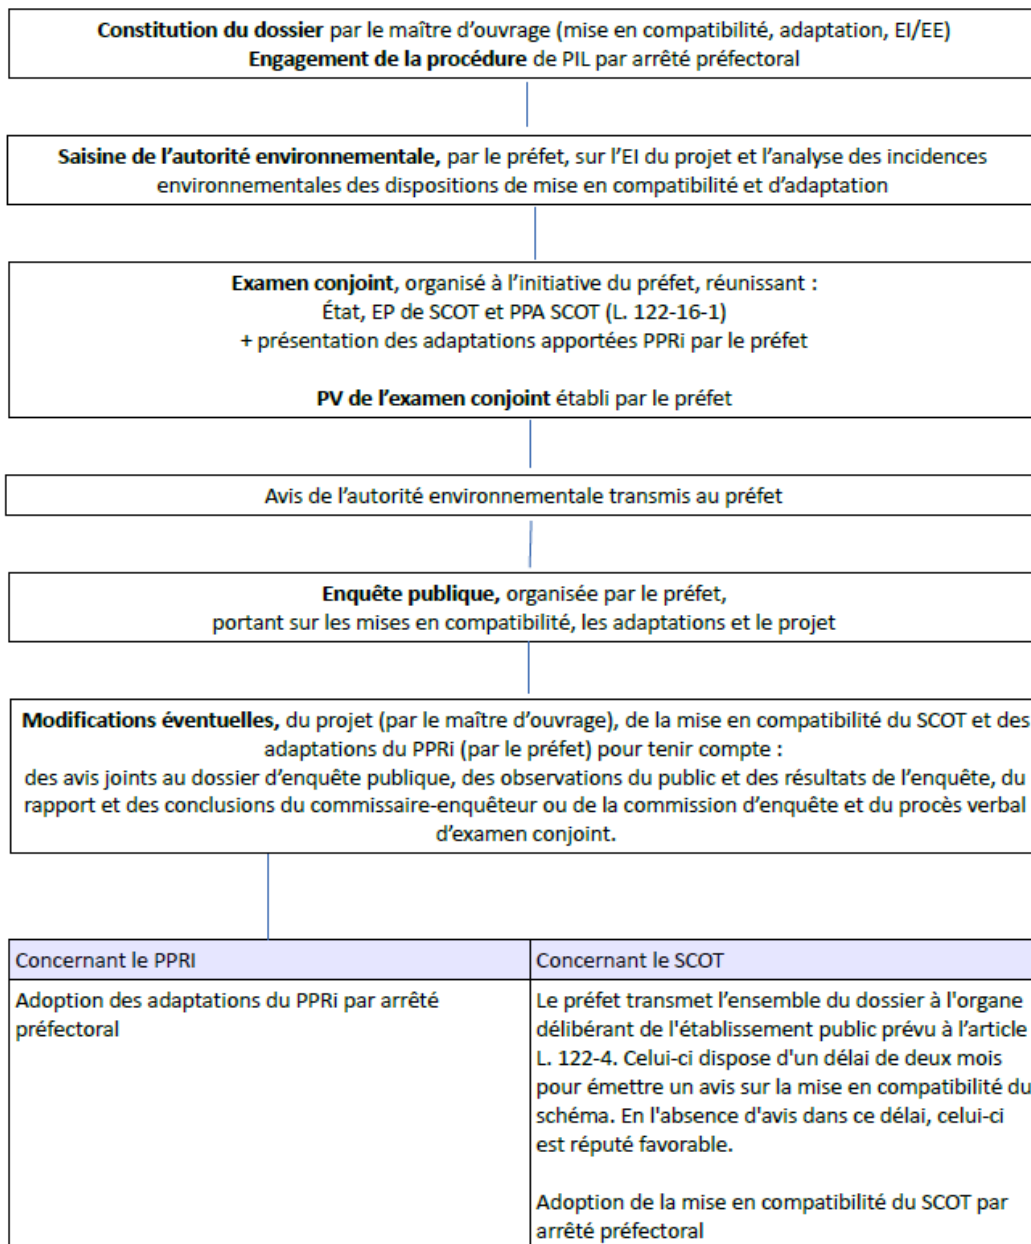 Constitution du dossier par le maître d’ouvrage (mise en compatibilité, adaptation, EI/EE)
Engagement de la procédure de PIL par arrêté préfectoral
Saisine de l’autorité environnementale, par le préfet, sur l’EI du projet et l’analyse des incidences
environnementales des dispositions de mise en compatibilité et d’adaptation
Examen conjoint, organisé à l’initiative du préfet, réunissant :
État, EP de SCOT et PPA SCOT (L. 122-16-1)
+ présentation des adaptations apportées PPRi par le préfet
PV de l’examen conjoint établi par le préfet
Avis de l’autorité environnementale transmis au préfet
Enquête publique, organisée par le préfet,
portant sur les mises en compatibilité, les adaptations et le projet
Modifications éventuelles, du projet (par le maître d’ouvrage), de la mise en compatibilité du SCOT et des
adaptations du PPRi (par le préfet) pour tenir compte :
des avis joints au dossier d’enquête publique, des observations du public et des résultats de l’enquête, du
rapport et des conclusions du commissaire-enquêteur ou de la commission d’enquête et du procès verbal
d’examen conjoint.
Concernant le PPRI
Adoption des adaptations du PPRi par arrêté
préfectoral
Concernant le SCOT
Le préfet transmet l’ensemble du dossier à l'organe
délibérant de l'établissement public prévu à l’article
L. 122-4. Celui-ci dispose d'un délai de deux mois
pour émettre un avis sur la mise en compatibilité du
schéma. En l'absence d'avis dans ce délai, celui-ci
est réputé favorable.
Adoption de la mise en compatibilité du SCOT par
arrêté préfectoral